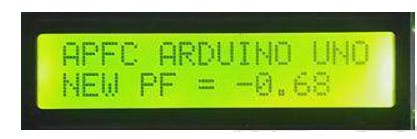 APFC ARDUINO UNO
NEW PF = -0.68